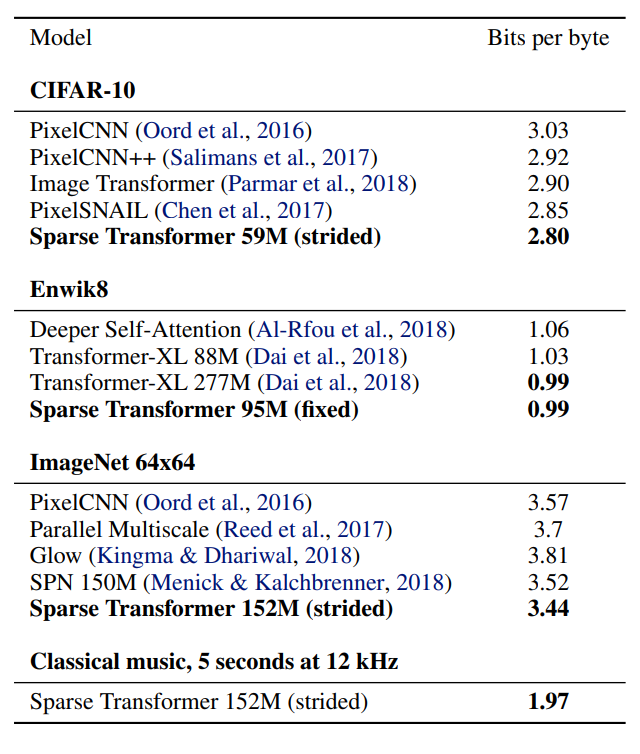 Model Bits per byte
CIFAR-10
PixelCNN (Oord et al., 2016) 3.03
PixelCNN++ (Salimans et al., 2017) 2.92
Image Transformer (Parmar et al., 2018) 2.90
PixelSNAIL (Chen et al., 2017) 2.85
Sparse Transformer 59M (strided) 2.80
Enwik8
Deeper Self-Attention (Al-Rfou et al., 2018) 1.06
Transformer-XL 88M (Dai et al., 2018) 1.03
Transformer-XL 277M (Dai et al., 2018) 0.99
Sparse Transformer 95M (fixed) 0.99
ImageNet 64x64
PixelCNN (Oord et al., 2016) 3.57
Parallel Multiscale (Reed et al., 2017) 3.7
Glow (Kingma & Dhariwal, 2018) 3.81
SPN 150M (Menick & Kalchbrenner, 2018) 3.52
Sparse Transformer 152M (strided) 3.44
Classical music, 5 seconds at 12 kHz
Sparse Transformer 152M (strided) 1.97